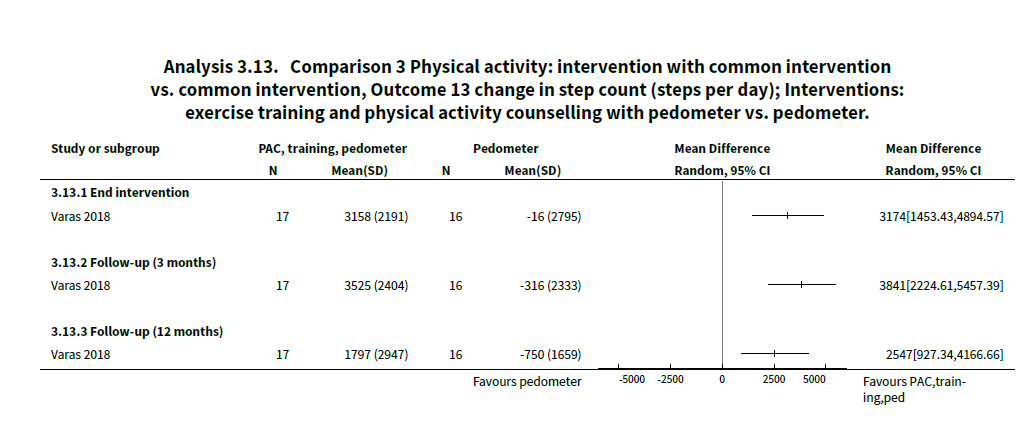 Analysis 3.13. Comparison 3 Physical activity: intervention with common intervention
vs. common intervention, Outcome 13 change in step count (steps per day); Interventions:
exercise training and physical activity counselling with pedometer vs. pedometer.
Study or subgroup PAC, training, pedometer Pedometer Mean Difference Mean Difference
N Mean(SD) N Mean(SD) Random, 95% CI Random, 95% CI
3.13.1 End intervention
Varas 2018 17 3158 (2191) 16 -16 (2795) 3174[1453.43,4894.57]
3.13.2 Follow-up (3 months)
Varas 2018 17 3525 (2404) 16 -316 (2333) 3841[2224.61,5457.39]
3.13.3 Follow-up (12 months)
Varas 2018 17 1797 (2947) 16 -750 (1659) 2547[927.34,4166.66]
Favours pedometer -5000 -2500 0 2500 5000 Favours PAC,train-
ing,ped